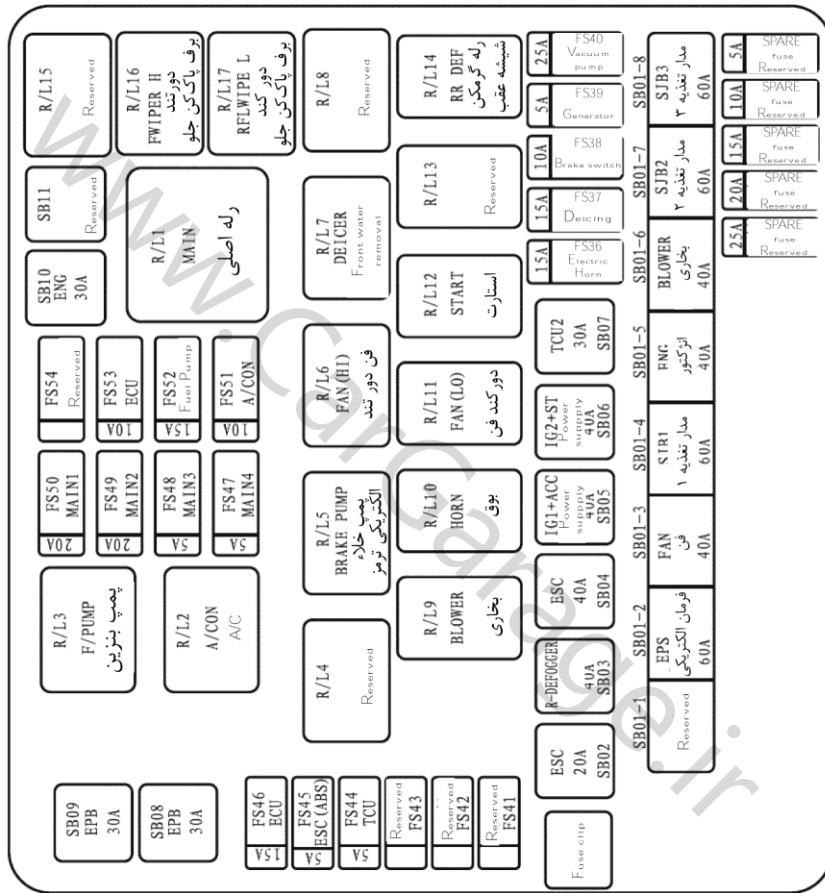 R/L15
Reserved
R/L16
FWIPER H
دور تند
برف پاک کن جلو
R/L17
RFLWIPE L
دور کند
برف پاک کن جلو
R/L8
Reserved
R/L14
RR DEF
رله گرمکن
شیشه عقب
25A
FS40
Vacuum
pump
5A
FS39
Generator
10A
FS38
Brake switch
15A
FS37
Deicing
15A
FS36
Electric
Horn
SB01-8
SJB3
مدار تغذیه ۳
60A
SB01-7
SJB2
مدار تغذیه ۲
60A
SB01-6
BLOWER
بخاری
40A
SB01-5
ENG
انژکتور
40A
SB01-4
SJB1
مدار تغذیه ۱
60A
SB01-3
FAN
فن
40A
SB01-2
EPS
فرمان الکتریکی
60A
SB01-1
Reserved
5A
SPARE
fuse
Reserved
10A
SPARE
fuse
Reserved
15A
SPARE
fuse
Reserved
20A
SPARE
fuse
Reserved
25A
SPARE
fuse
Reserved
SB11
Reserved
SB10
ENG
30A
R/L1
MAIN
رله اصلی
R/L7
DEICER
Front water
removal
R/L13
Reserved
R/L12
START
استارت
FS54
Reserved
FS53
ECU
10A
FS52
Fuel Pump
15A
FS51
A/CON
10A
R/L6
FAN(HI)
فن دور تند
R/L11
FAN(LO)
دور کند فن
TCU2
30A
SB07
IG2+ST
Power
suppply
40A
SB06
IG1+ACC
Power
suppply
40A
SB05
ESC
40A
SB04
R-DEFOGGER
40A
SB03
ESC
20A
SB02
Fuse clip
FS50
MAIN1
20A
FS49
MAIN2
20A
FS48
MAIN3
5A
FS47
MAIN4
5A
R/L5
BRAKE PUMP
پمپ خلاء
الکتریکی ترمز
R/L10
HORN
بوق
R/L3
F/PUMP
پمپ بنزین
R/L2
A/CON
A/C
R/L4
Reserved
R/L9
BLOWER
بخاری
SB09
EPB
30A
SB08
EPB
30A
FS46
ECU
15A
FS45
ESC(ABS)
5A
FS44
TCU
5A
Reserved
FS43
Reserved
FS42
Reserved
FS41
www.CarGarage.ir